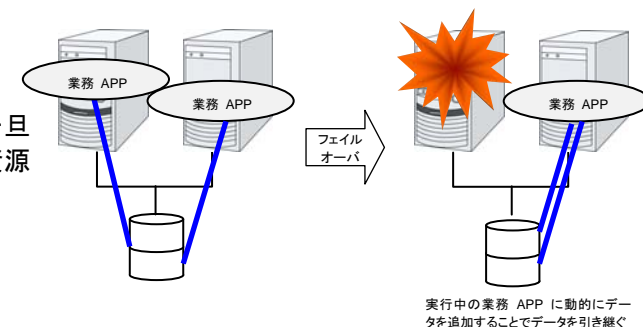 業務 APP
業務 APP
旦
源
フェイル
オーバ
業務 APP
実行中の業務 APP に動的にデー
タを追加することでデータを引き継ぐ